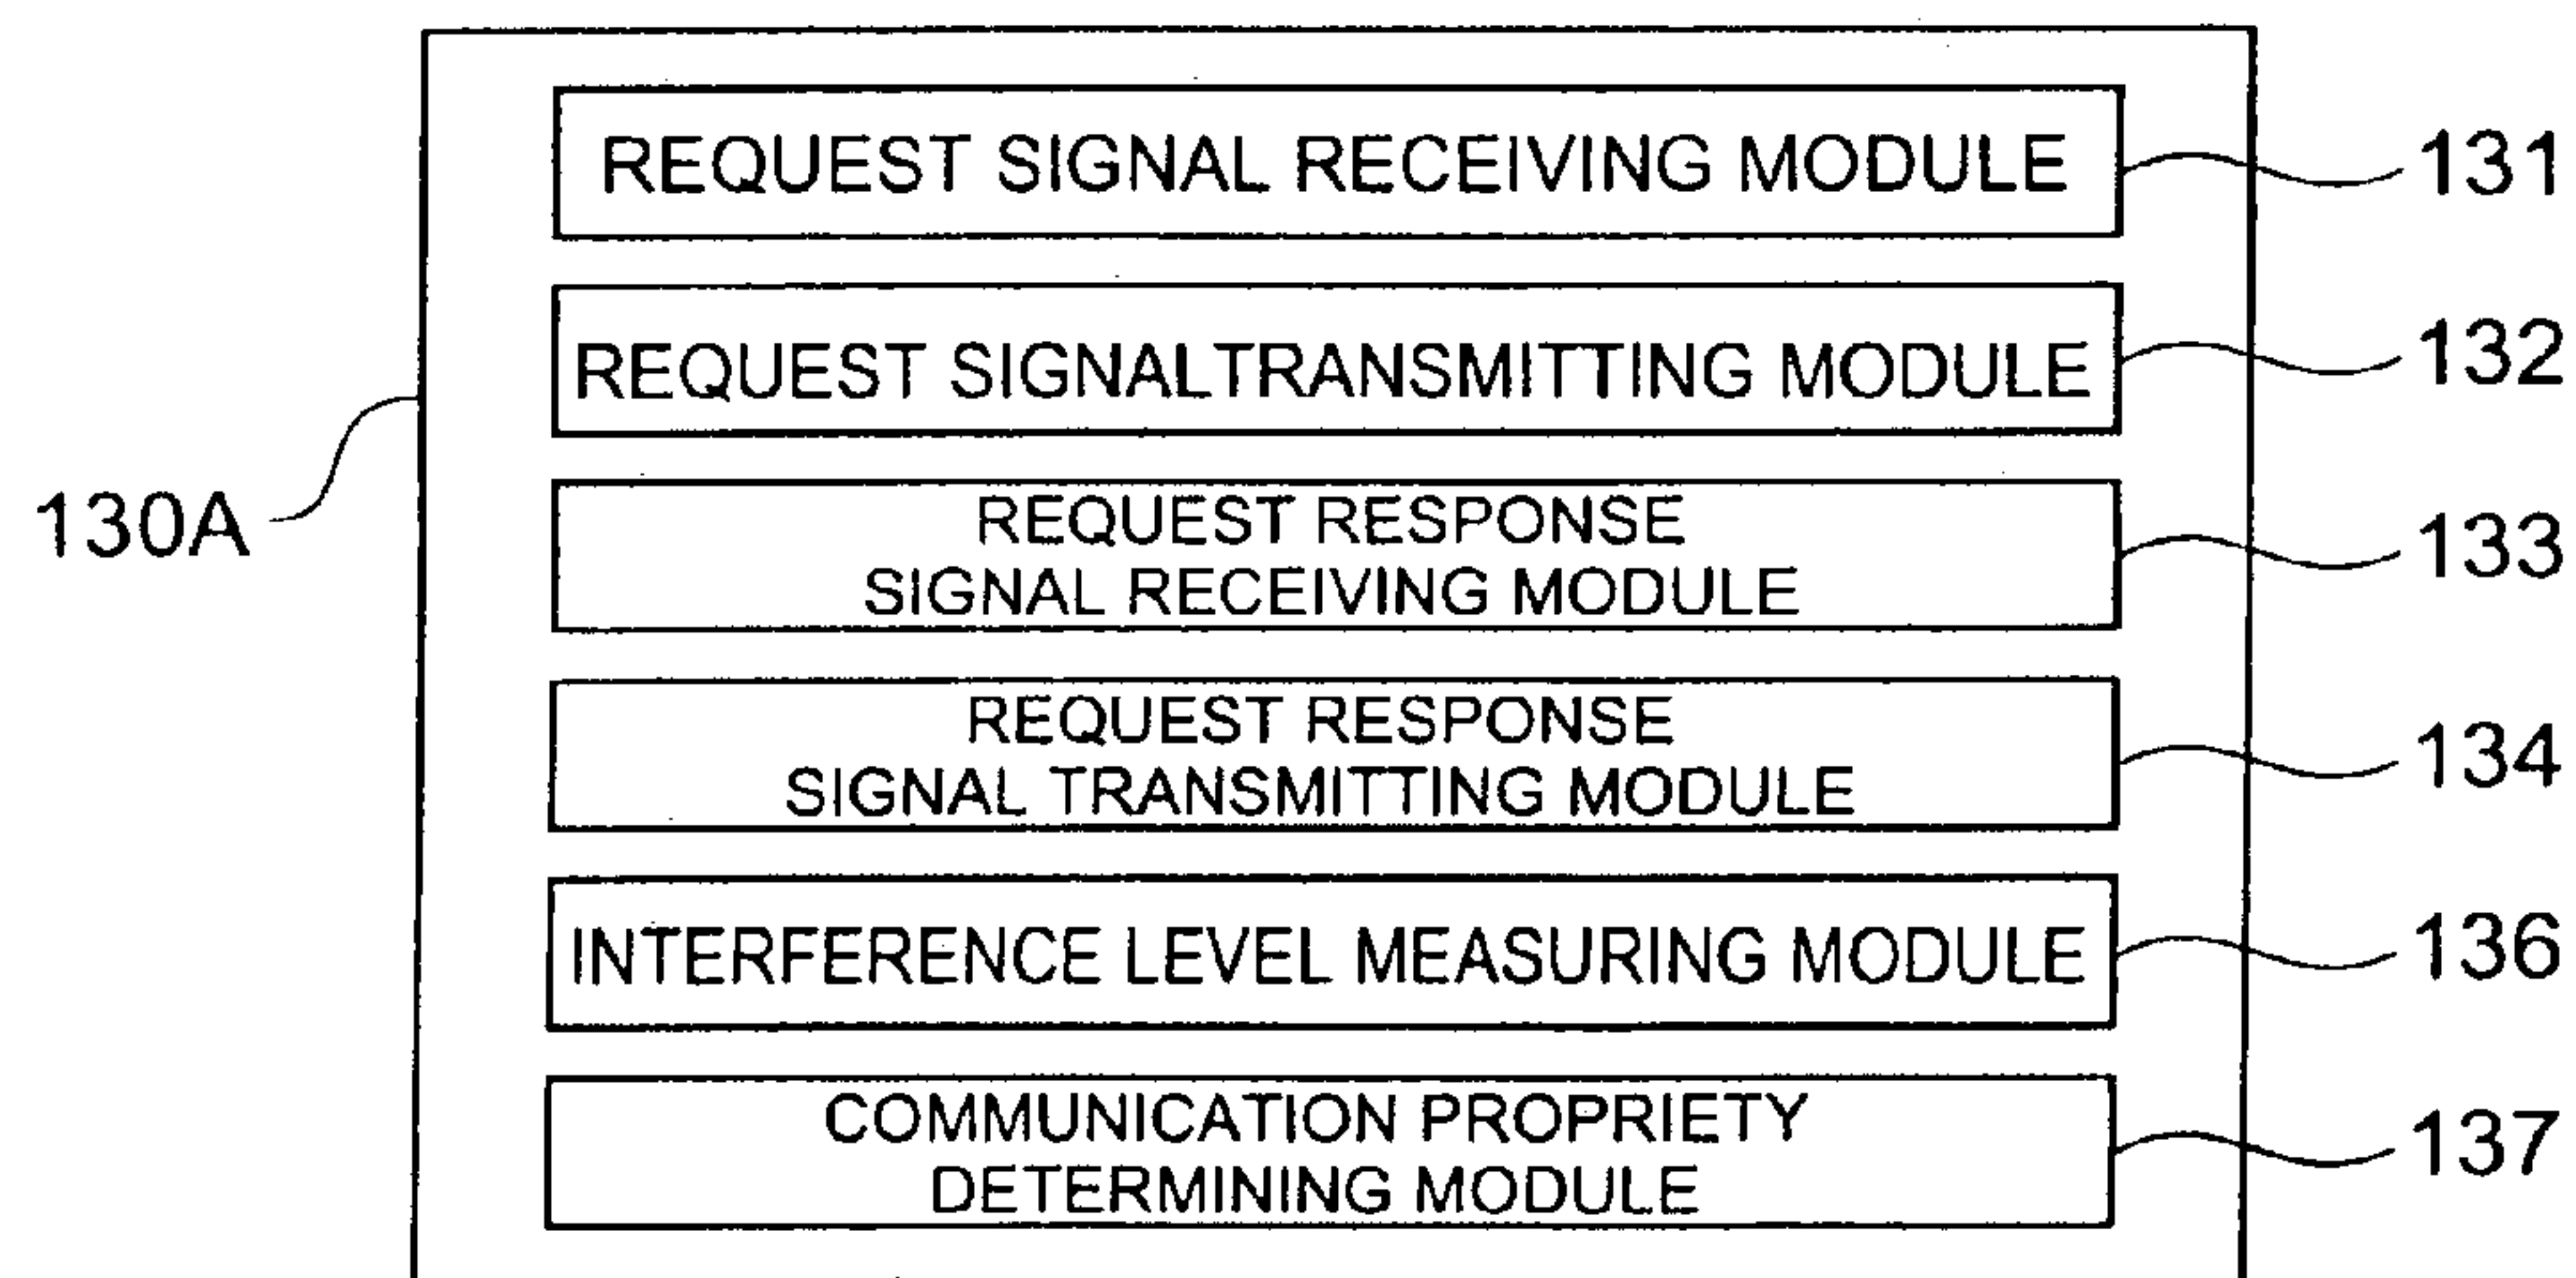 REQUEST SIGNAL RECEIVING MODULE
131
REQUEST SIGNALTRANSMITTING MODULE
132
130A
REQUEST RESPONSE
SIGNAL RECEIVING MODULE
133
REQUEST RESPONSE
SIGNAL TRANSMITTING MODULE
134
INTERFERENCE LEVEL MEASURING MODULE
136
COMMUNICATION PROPRIETY
DETERMINING MODULE
137